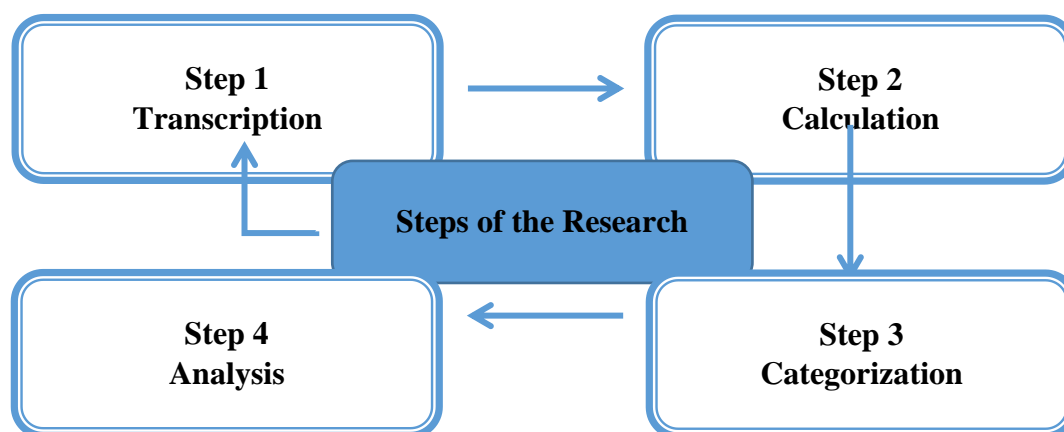 Step 1
Transcription
Step 2
Calculation
Steps of the Research
Step 4
Analysis
Step 3
Categorization